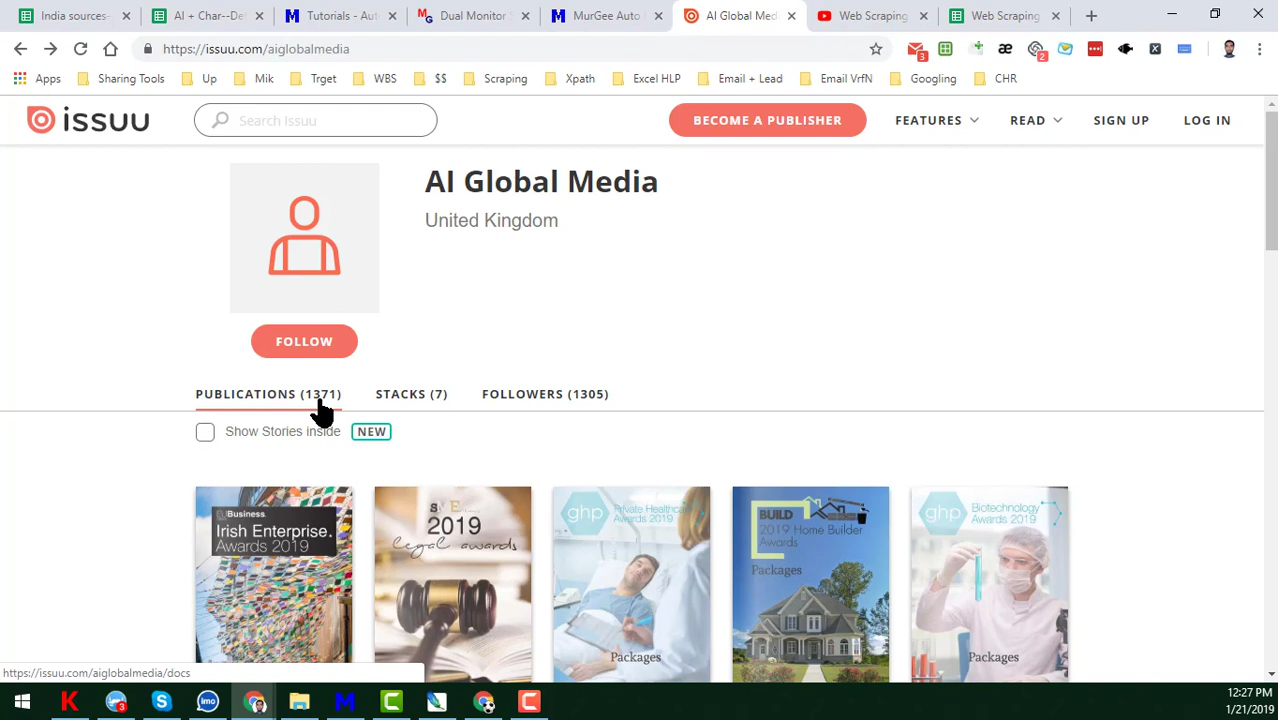 India sources-
AI + Char--De
Tutorials - Aut
Dual Monitor
MurGee Auto
AI Global Medi
Web Scraping
Web Scraping
https://issuu.com/aiglobalmedia
3
2
Apps
Sharing Tools
Up
Mik
Trget
WBS
$$
Scraping
Xpath
Excel HLP
Email + Lead
Email VrfN
Googling
CHR
issuu
Search Issuu
BECOME A PUBLISHER
FEATURES
READ
SIGN UP
LOG IN
AI Global Media
United Kingdom
FOLLOW
PUBLICATIONS (1371)
STACKS (7)
FOLLOWERS (1305)
Show Stories inside
NEW
Business.
Irish Enterprise.
Awards 2019
2019
legal awards
ghp
Private Healthcare
Awards 2019
Packages
BUILD
2019 Home Builder
Awards
Packages
ghp
Biotechnology
Awards 2019
Packages
https://issuu.com/aiglobalmedia/docs
3
imo
12:27 PM
1/21/2019